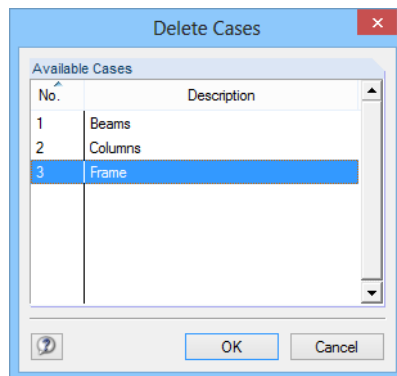 Delete Cases
Available Cases
No. Description
1 Beams
2 Columns
3 Frame
OK Cancel